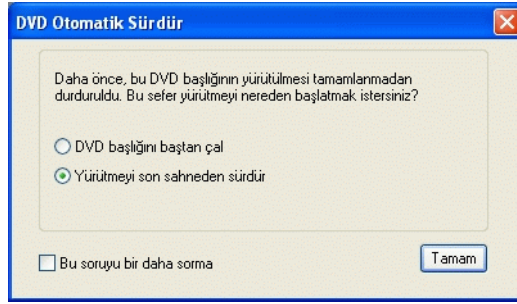 DVD Otomatik Sürdür
Daha önce, bu DVD başlığının yürütülmesi tamamlanmadan
durduruldu. Bu sefer yürütmeyi nereden başlatmak istersiniz?
DVD başlığını baştan çal
Yürütmeyi son sahneden sürdür
Bu soruyu bir daha sorma
Tamam